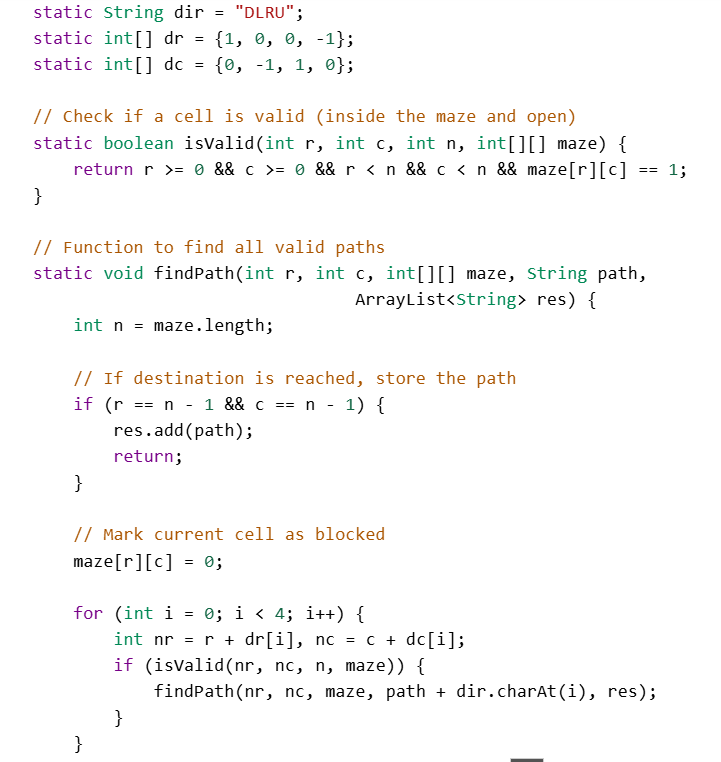 static String dir = "DLRU";
static int[] dr = {1, 0, 0, -1};
static int[] dc = {0, -1, 1, 0};

// Check if a cell is valid (inside the maze and open)
static boolean isValid(int r, int c, int n, int[][] maze) {
    return r >= 0 && c >= 0 && r < n && c < n && maze[r][c] == 1;
}

// Function to find all valid paths
static void findPath(int r, int c, int[][] maze, String path,
                                ArrayList<String> res) {
    int n = maze.length;

    // If destination is reached, store the path
    if (r == n - 1 && c == n - 1) {
        res.add(path);
        return;
    }

    // Mark current cell as blocked
    maze[r][c] = 0;

    for (int i = 0; i < 4; i++) {
        int nr = r + dr[i], nc = c + dc[i];
        if (isValid(nr, nc, n, maze)) {
            findPath(nr, nc, maze, path + dir.charAt(i), res);
        }
    }